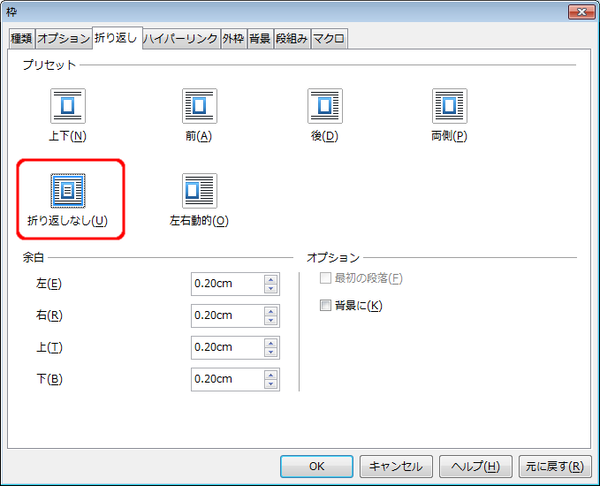 枠
種類 オプション 折り返し ハイパーリンク 外枠 背景 段組み マクロ
プリセット
上下(N) 前(A) 後(D) 両側(P)
折り返しなし(U) 左右動的(O)
余白 オプション
左(E) 0.20cm 最初の段落(F)
右(R) 0.20cm 背景に(K)
上(T) 0.20cm
下(B) 0.20cm
OK キャンセル ヘルプ(H) 元に戻す(R)